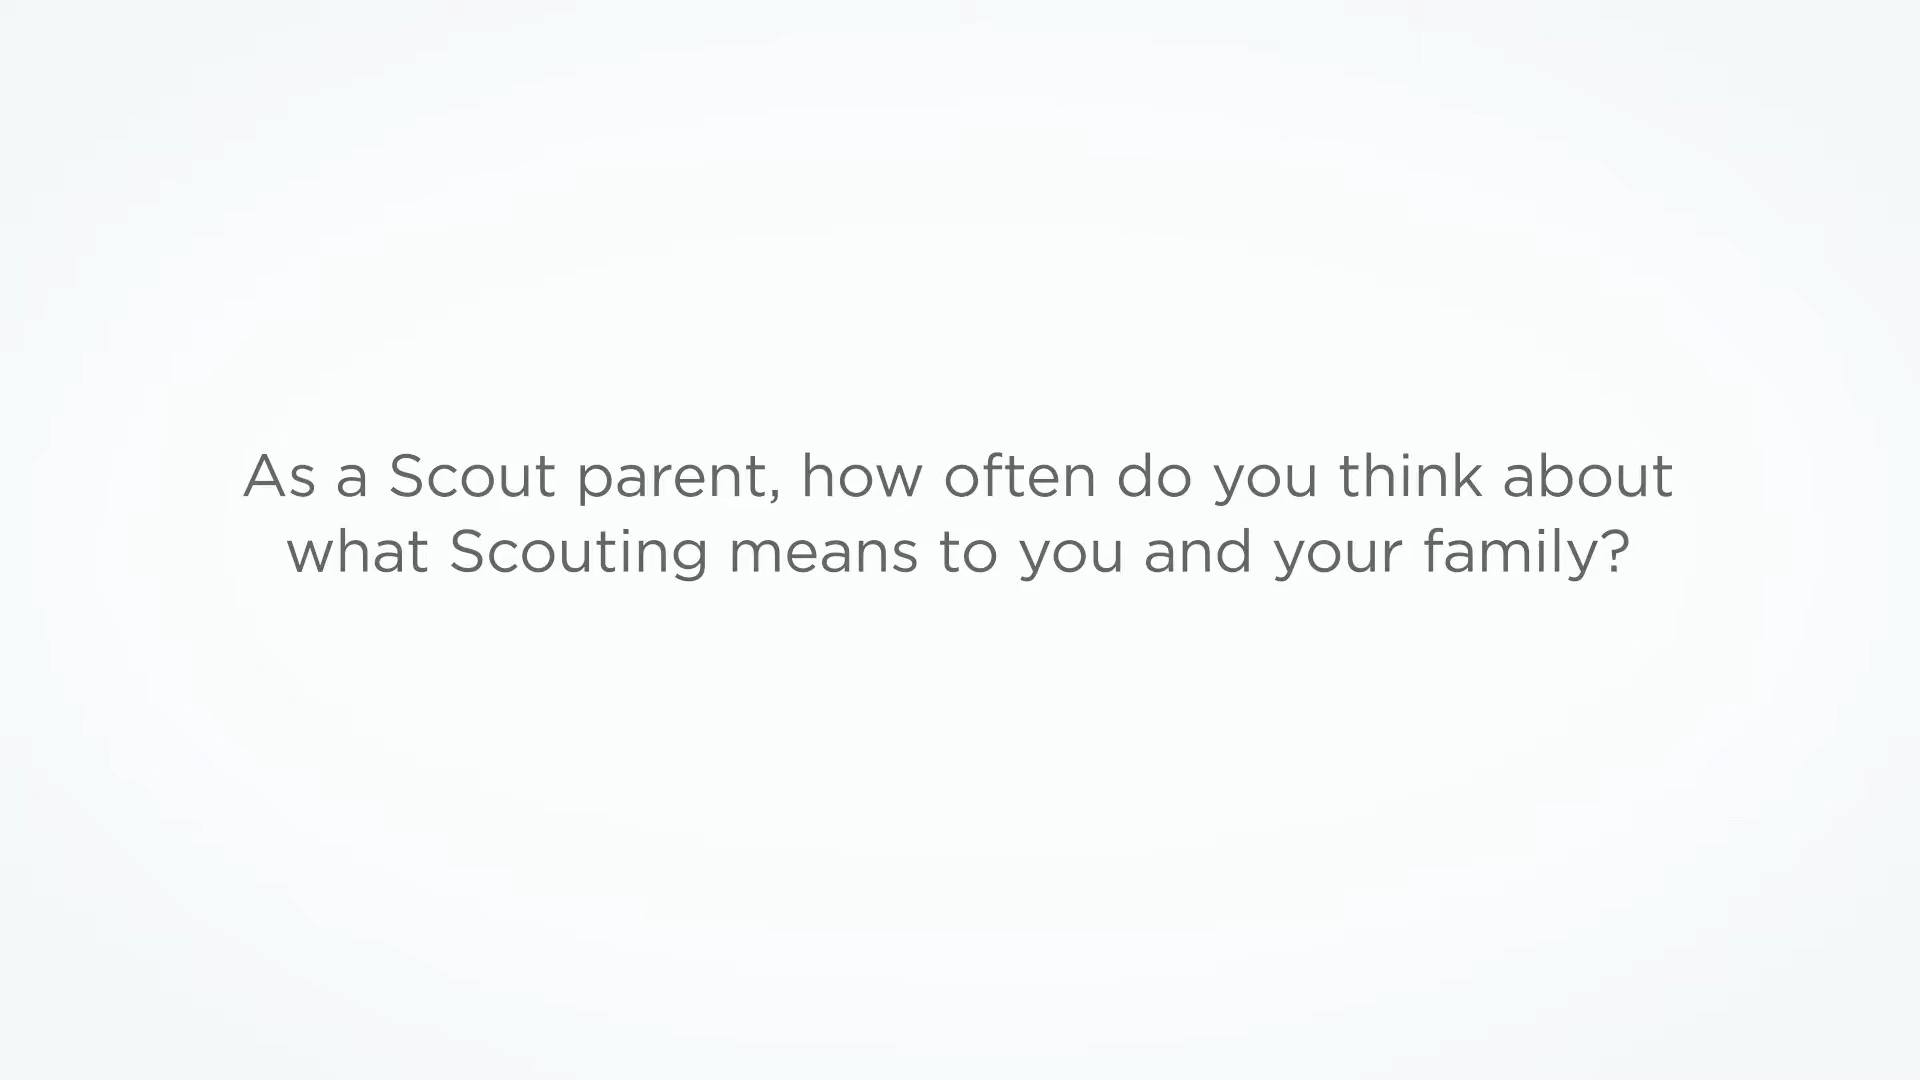 As a Scout parent, how often do you think about
what Scouting means to you and your family?